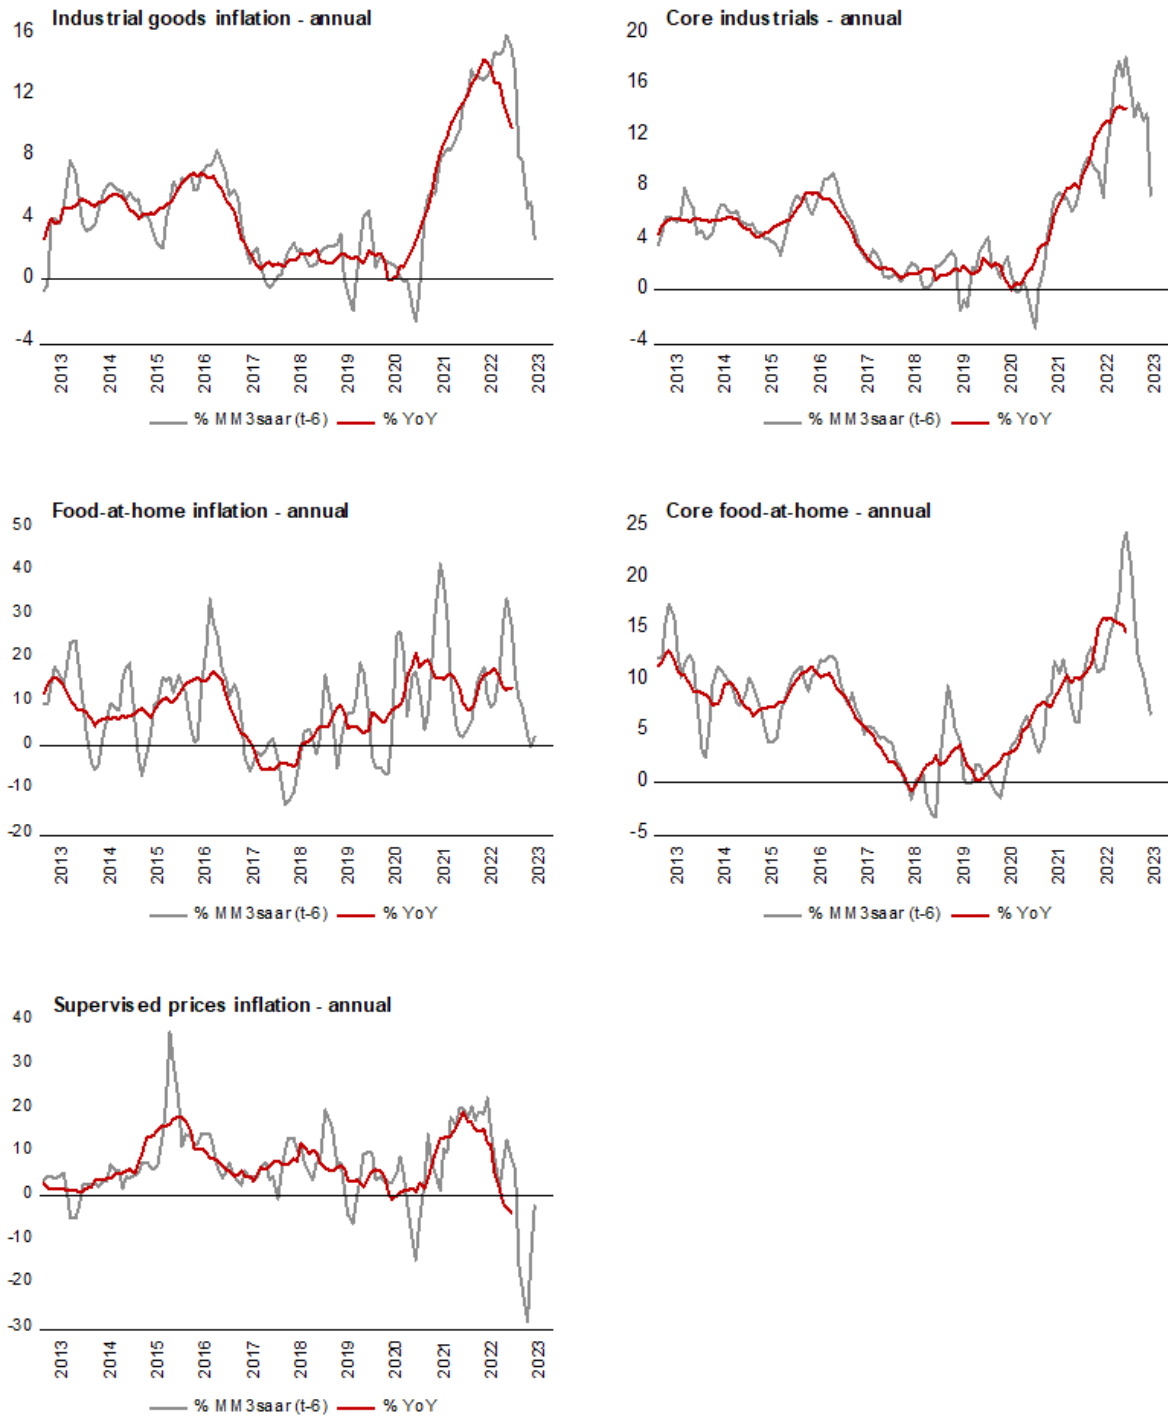 Industrial goods inflation - annual
16
12
8
4
0
-4
2013 2014 2015 2016 2017 2018 2019 2020 2021 2022 2023
% MM3saar (t-6) % YoY
Core industrials - annual
20
16
12
8
4
0
-4
2013 2014 2015 2016 2017 2018 2019 2020 2021 2022 2023
% MM3saar (t-6) % YoY
Food-at-home inflation - annual
50
40
30
20
10
0
-10
-20
2013 2014 2015 2016 2017 2018 2019 2020 2021 2022 2023
% MM3saar (t-6) % YoY
Core food-at-home - annual
25
20
15
10
5
0
-5
2013 2014 2015 2016 2017 2018 2019 2020 2021 2022 2023
% MM3saar (t-6) % YoY
Supervised prices inflation - annual
40
30
20
10
0
-10
-20
-30
2013 2014 2015 2016 2017 2018 2019 2020 2021 2022 2023
% MM3saar (t-6) % YoY